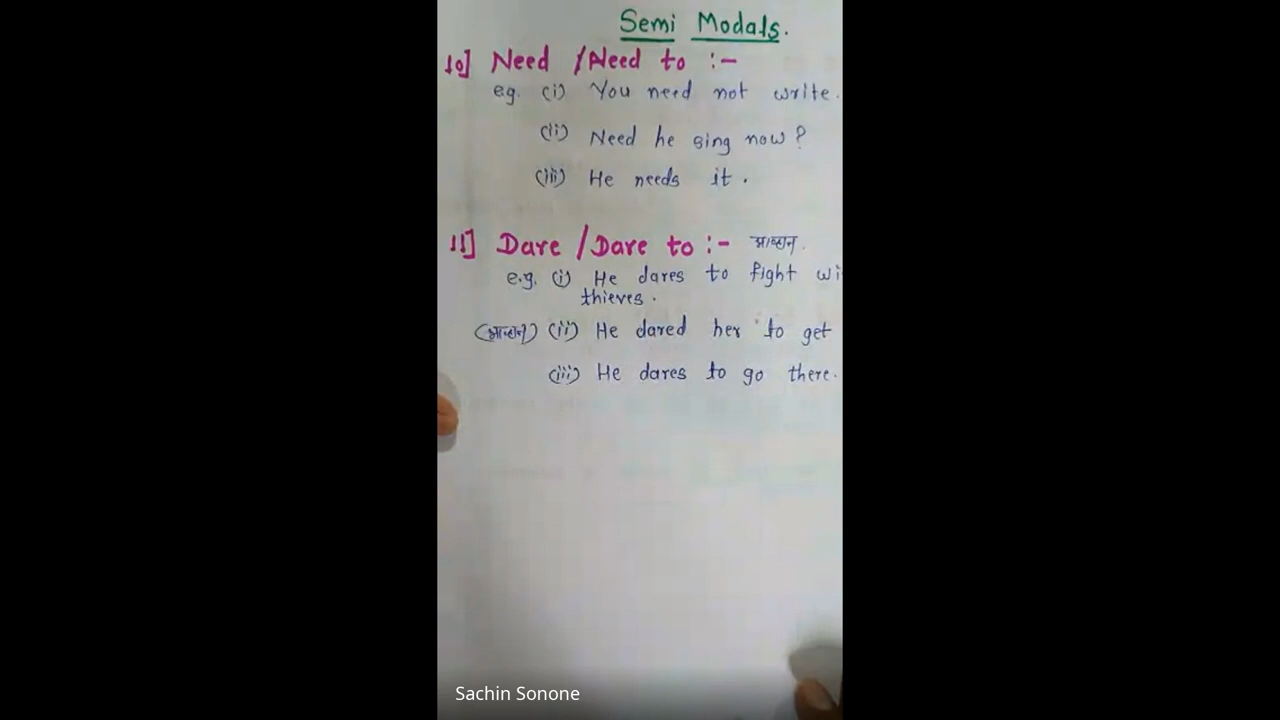 Semi Modals.
10] Need / Need to :-
e.g. (i) You need not write.
(ii) Need he sing now?
(iii) He needs it.
11] Dare / Dare to :- आव्हान.
e.g. (i) He dares to fight wi
thieves.
(आव्हान) (ii) He dared her to get
(iii) He dares to go there.
Sachin Sonone